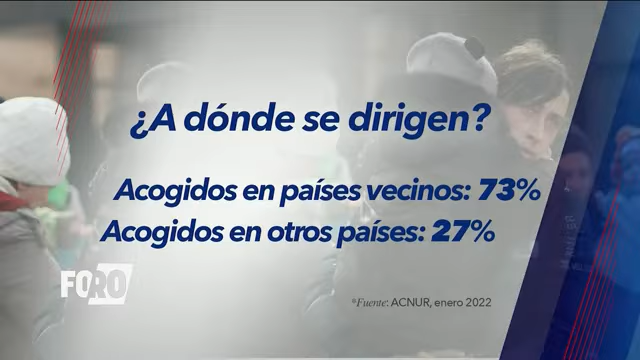 ¿A dónde se dirigen?
Acogidos en países vecinos: 73%
Acogidos en otros países: 27%
FORO
*Fuente: ACNUR, enero 2022